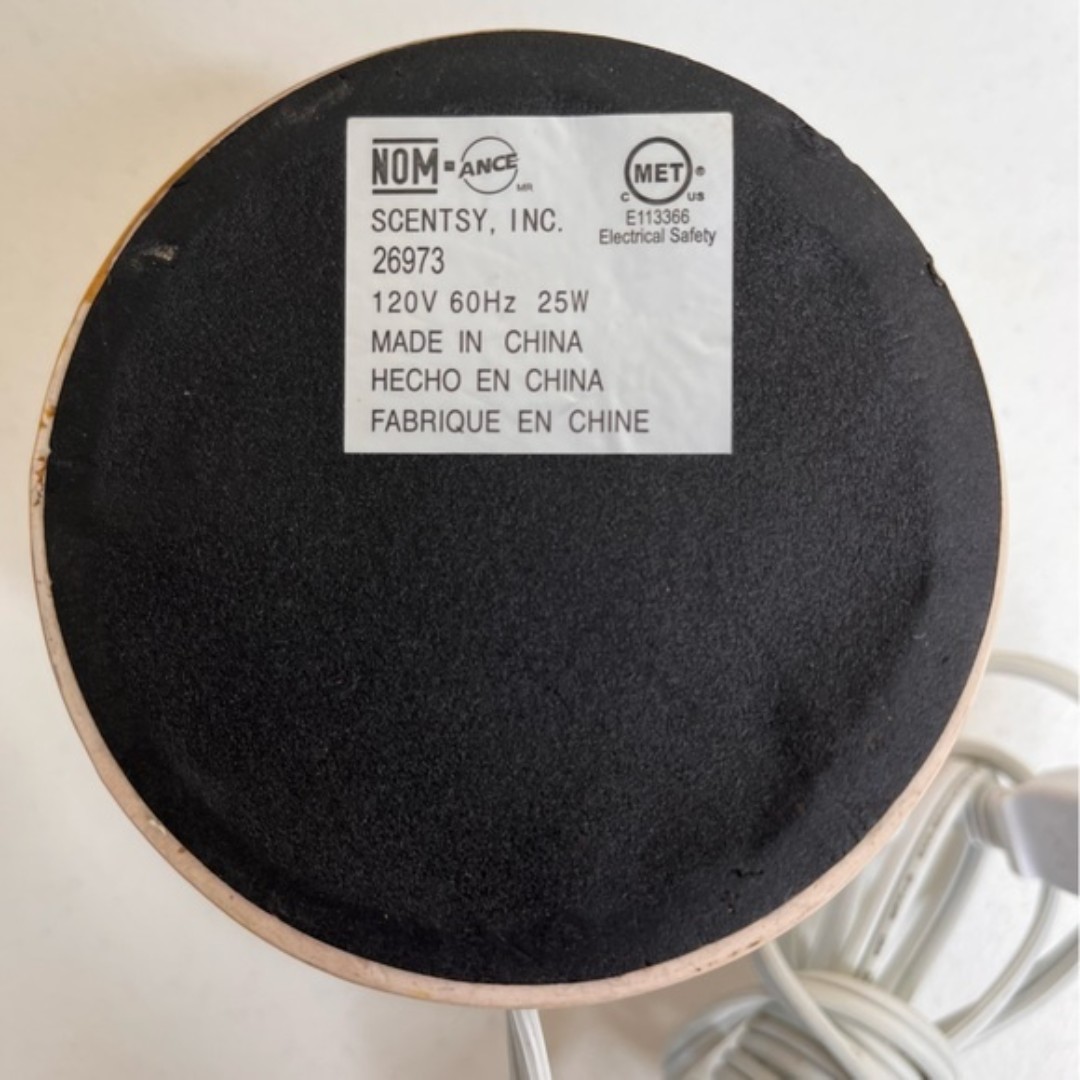 NOM-ANCE MR
MET ®
C US
E113366
Electrical Safety
SCENTSY, INC.
26973
120V 60Hz 25W
MADE IN CHINA
HECHO EN CHINA
FABRIQUE EN CHINE